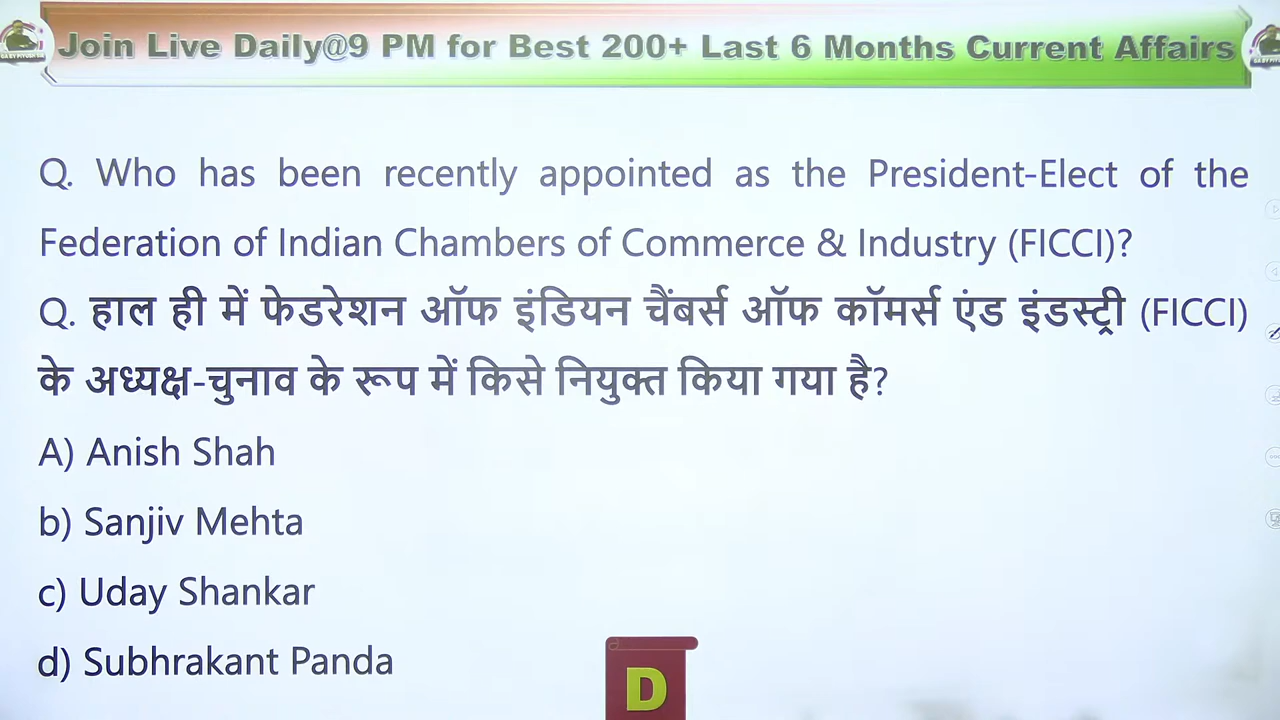 Join Live Daily@9 PM for Best 200+ Last 6 Months Current Affairs
Q. Who has been recently appointed as the President-Elect of the
Federation of Indian Chambers of Commerce & Industry (FICCI)?
Q. हाल ही में फेडरेशन ऑफ इंडियन चैंबर्स ऑफ कॉमर्स एंड इंडस्ट्री (FICCI)
के अध्यक्ष-चुनाव के रूप में किसे नियुक्त किया गया है?
A) Anish Shah
b) Sanjiv Mehta
c) Uday Shankar
d) Subhrakant Panda
D